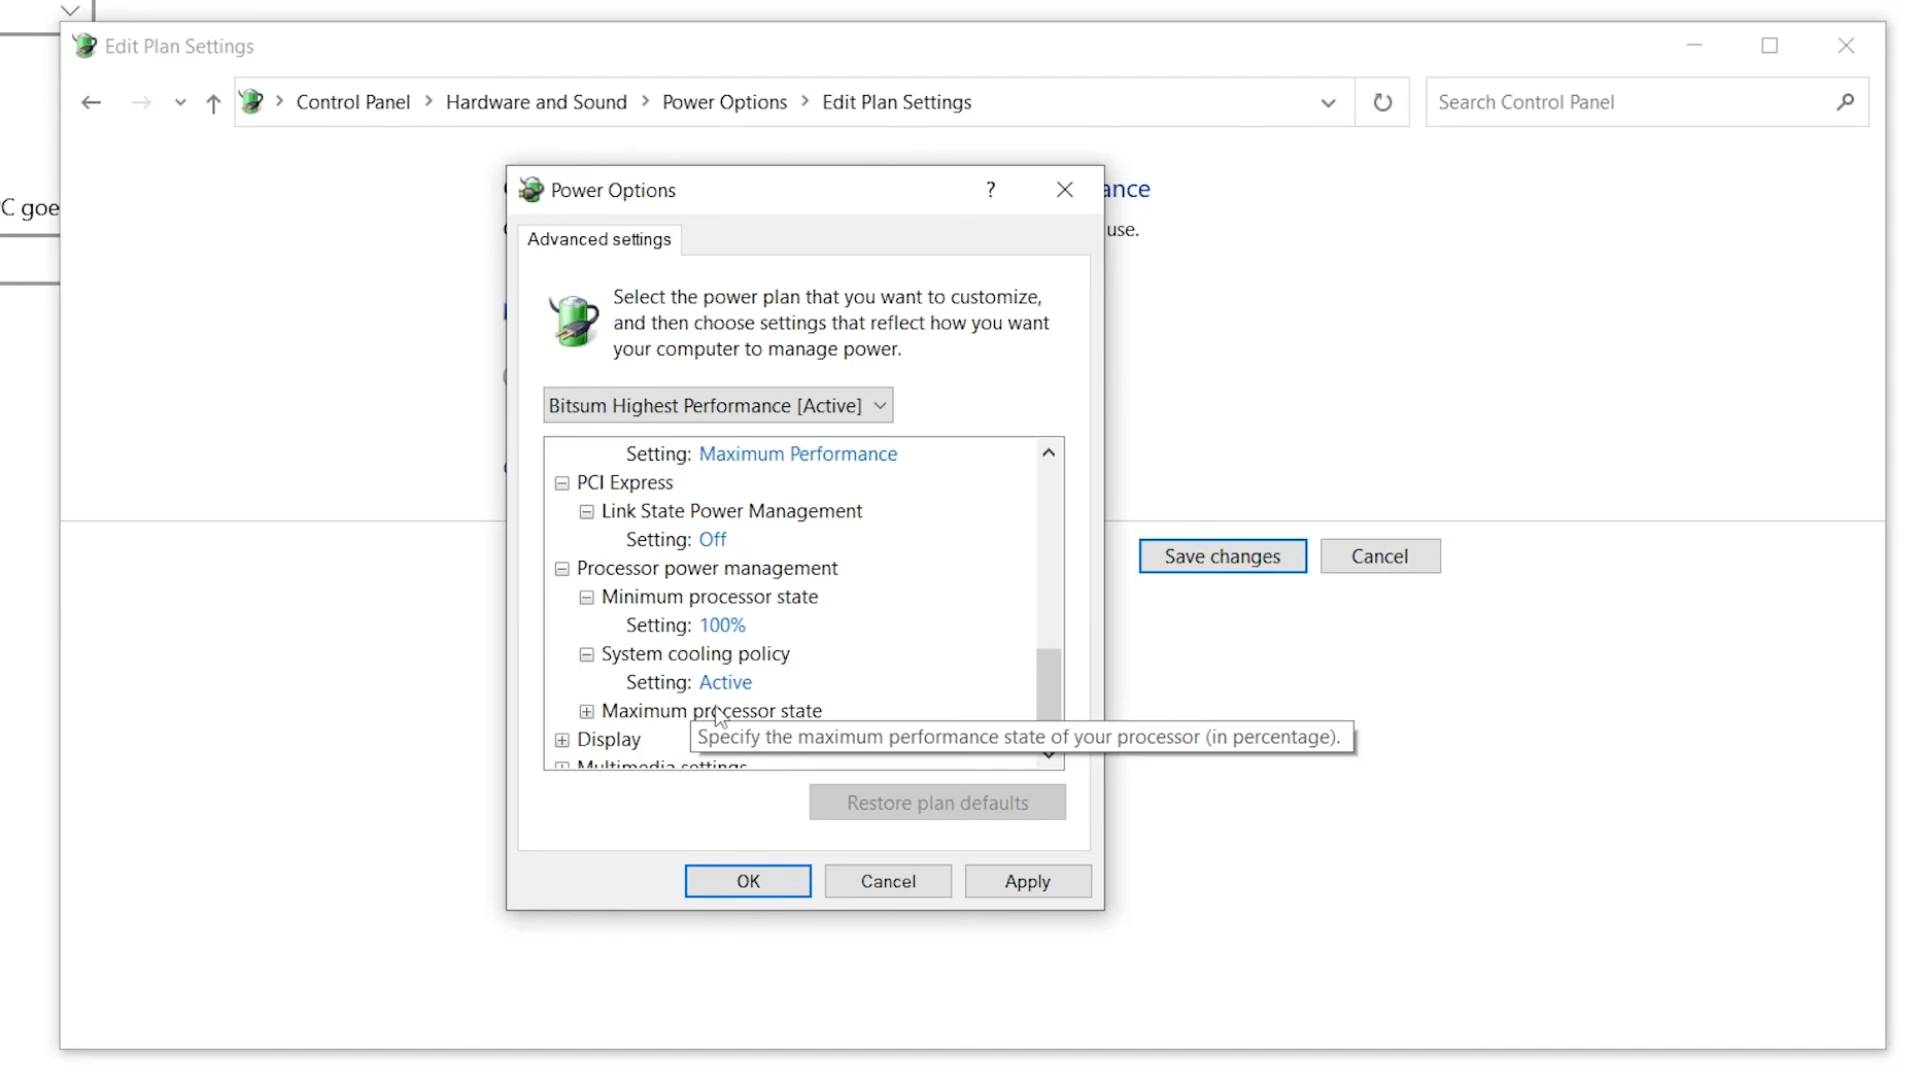 Edit Plan Settings
Control Panel > Hardware and Sound > Power Options > Edit Plan Settings
Search Control Panel
C goe
Power Options
?
ance
Advanced settings
use.
Select the power plan that you want to customize,
and then choose settings that reflect how you want
your computer to manage power.
Bitsum Highest Performance [Active]
Setting: Maximum Performance
PCI Express
Link State Power Management
Setting: Off
Save changes
Cancel
Processor power management
Minimum processor state
Setting: 100%
System cooling policy
Setting: Active
Maximum processor state
Display
Specify the maximum performance state of your processor (in percentage).
Multimedia settings
Restore plan defaults
OK
Cancel
Apply